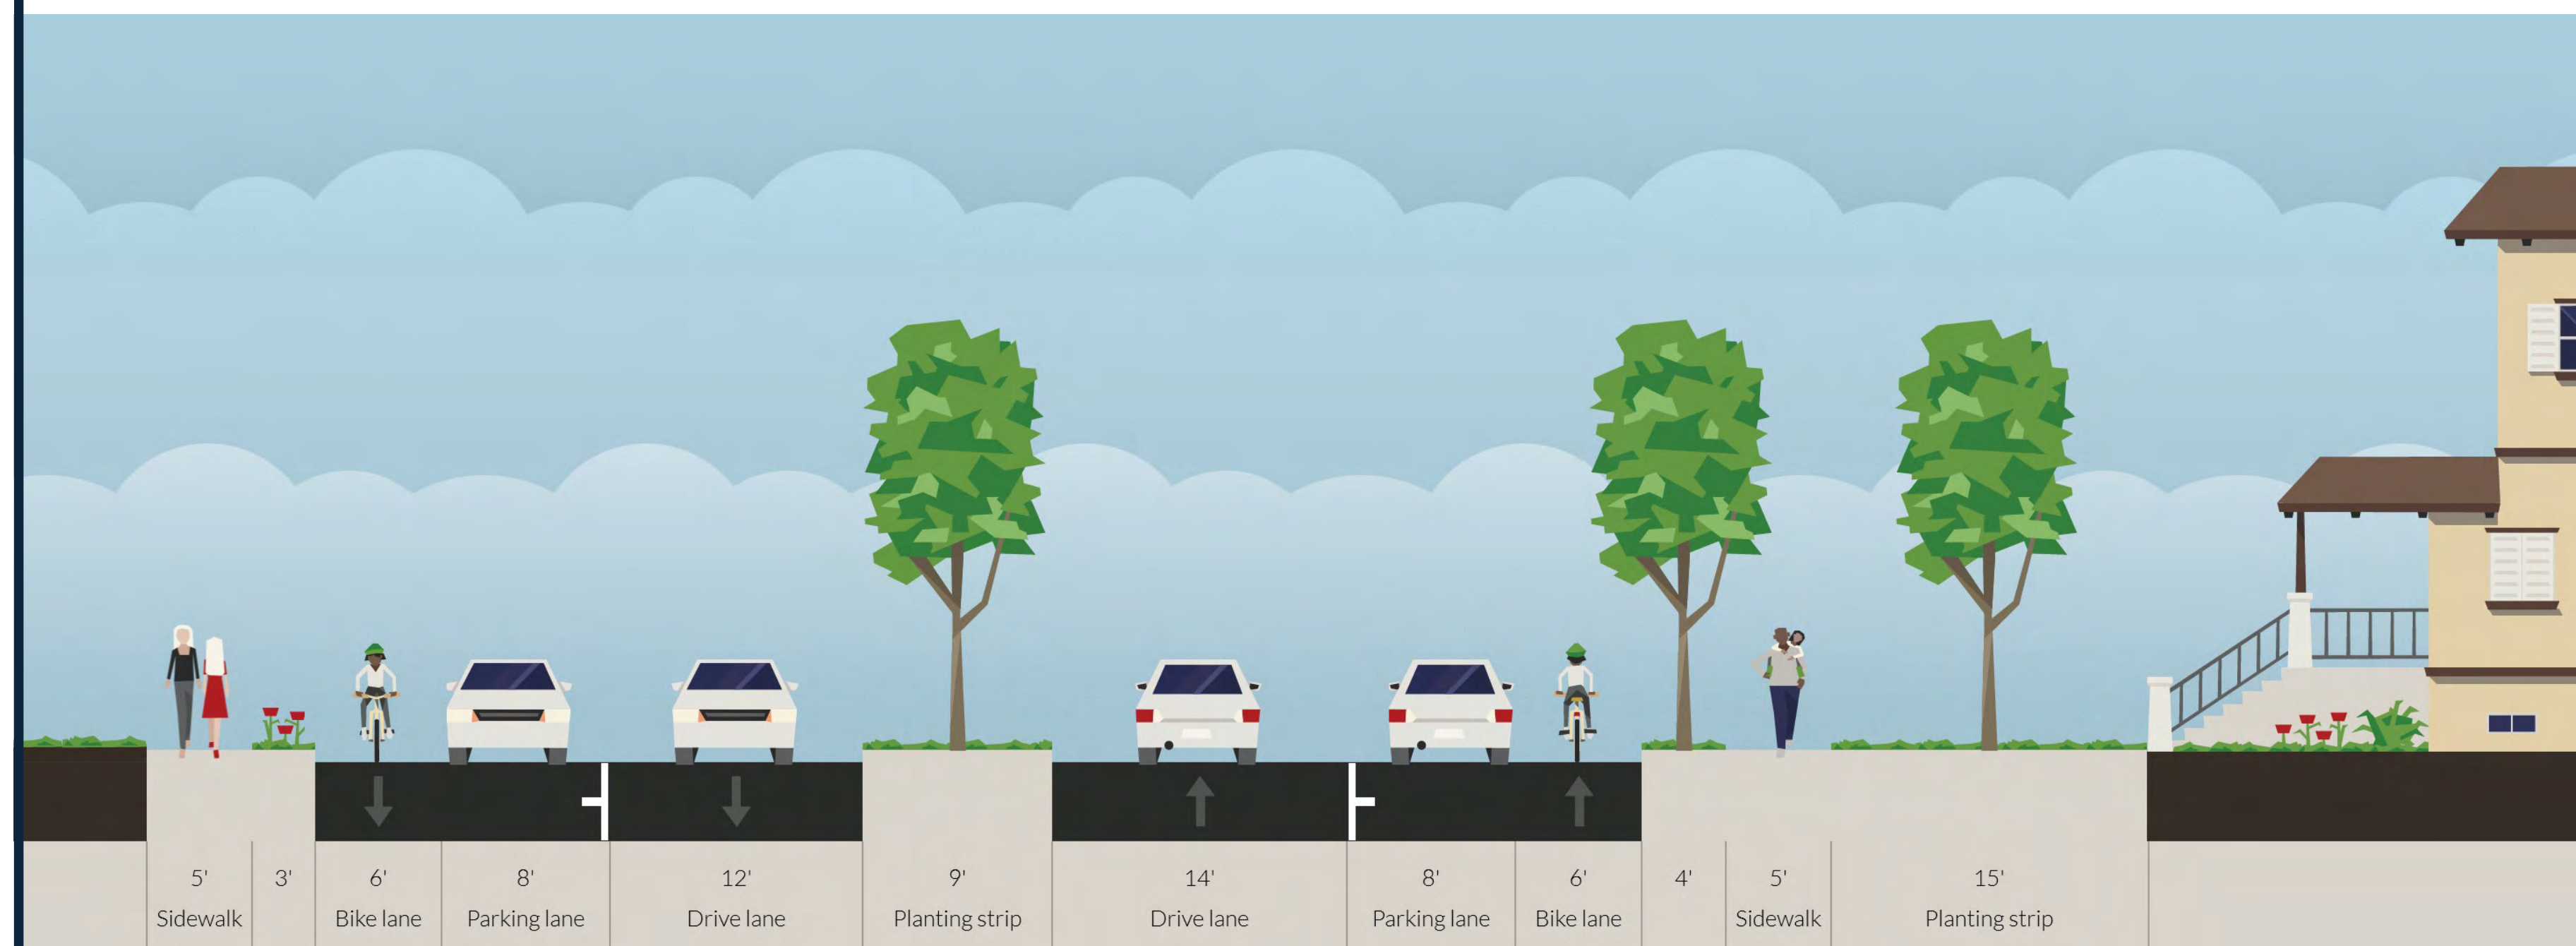 5' 3' 6' 8' 12' 9' 14' 8' 6' 4' 5' 15'
Sidewalk Bike lane Parking lane Drive lane Planting strip Drive lane Parking lane Bike lane Sidewalk Planting strip